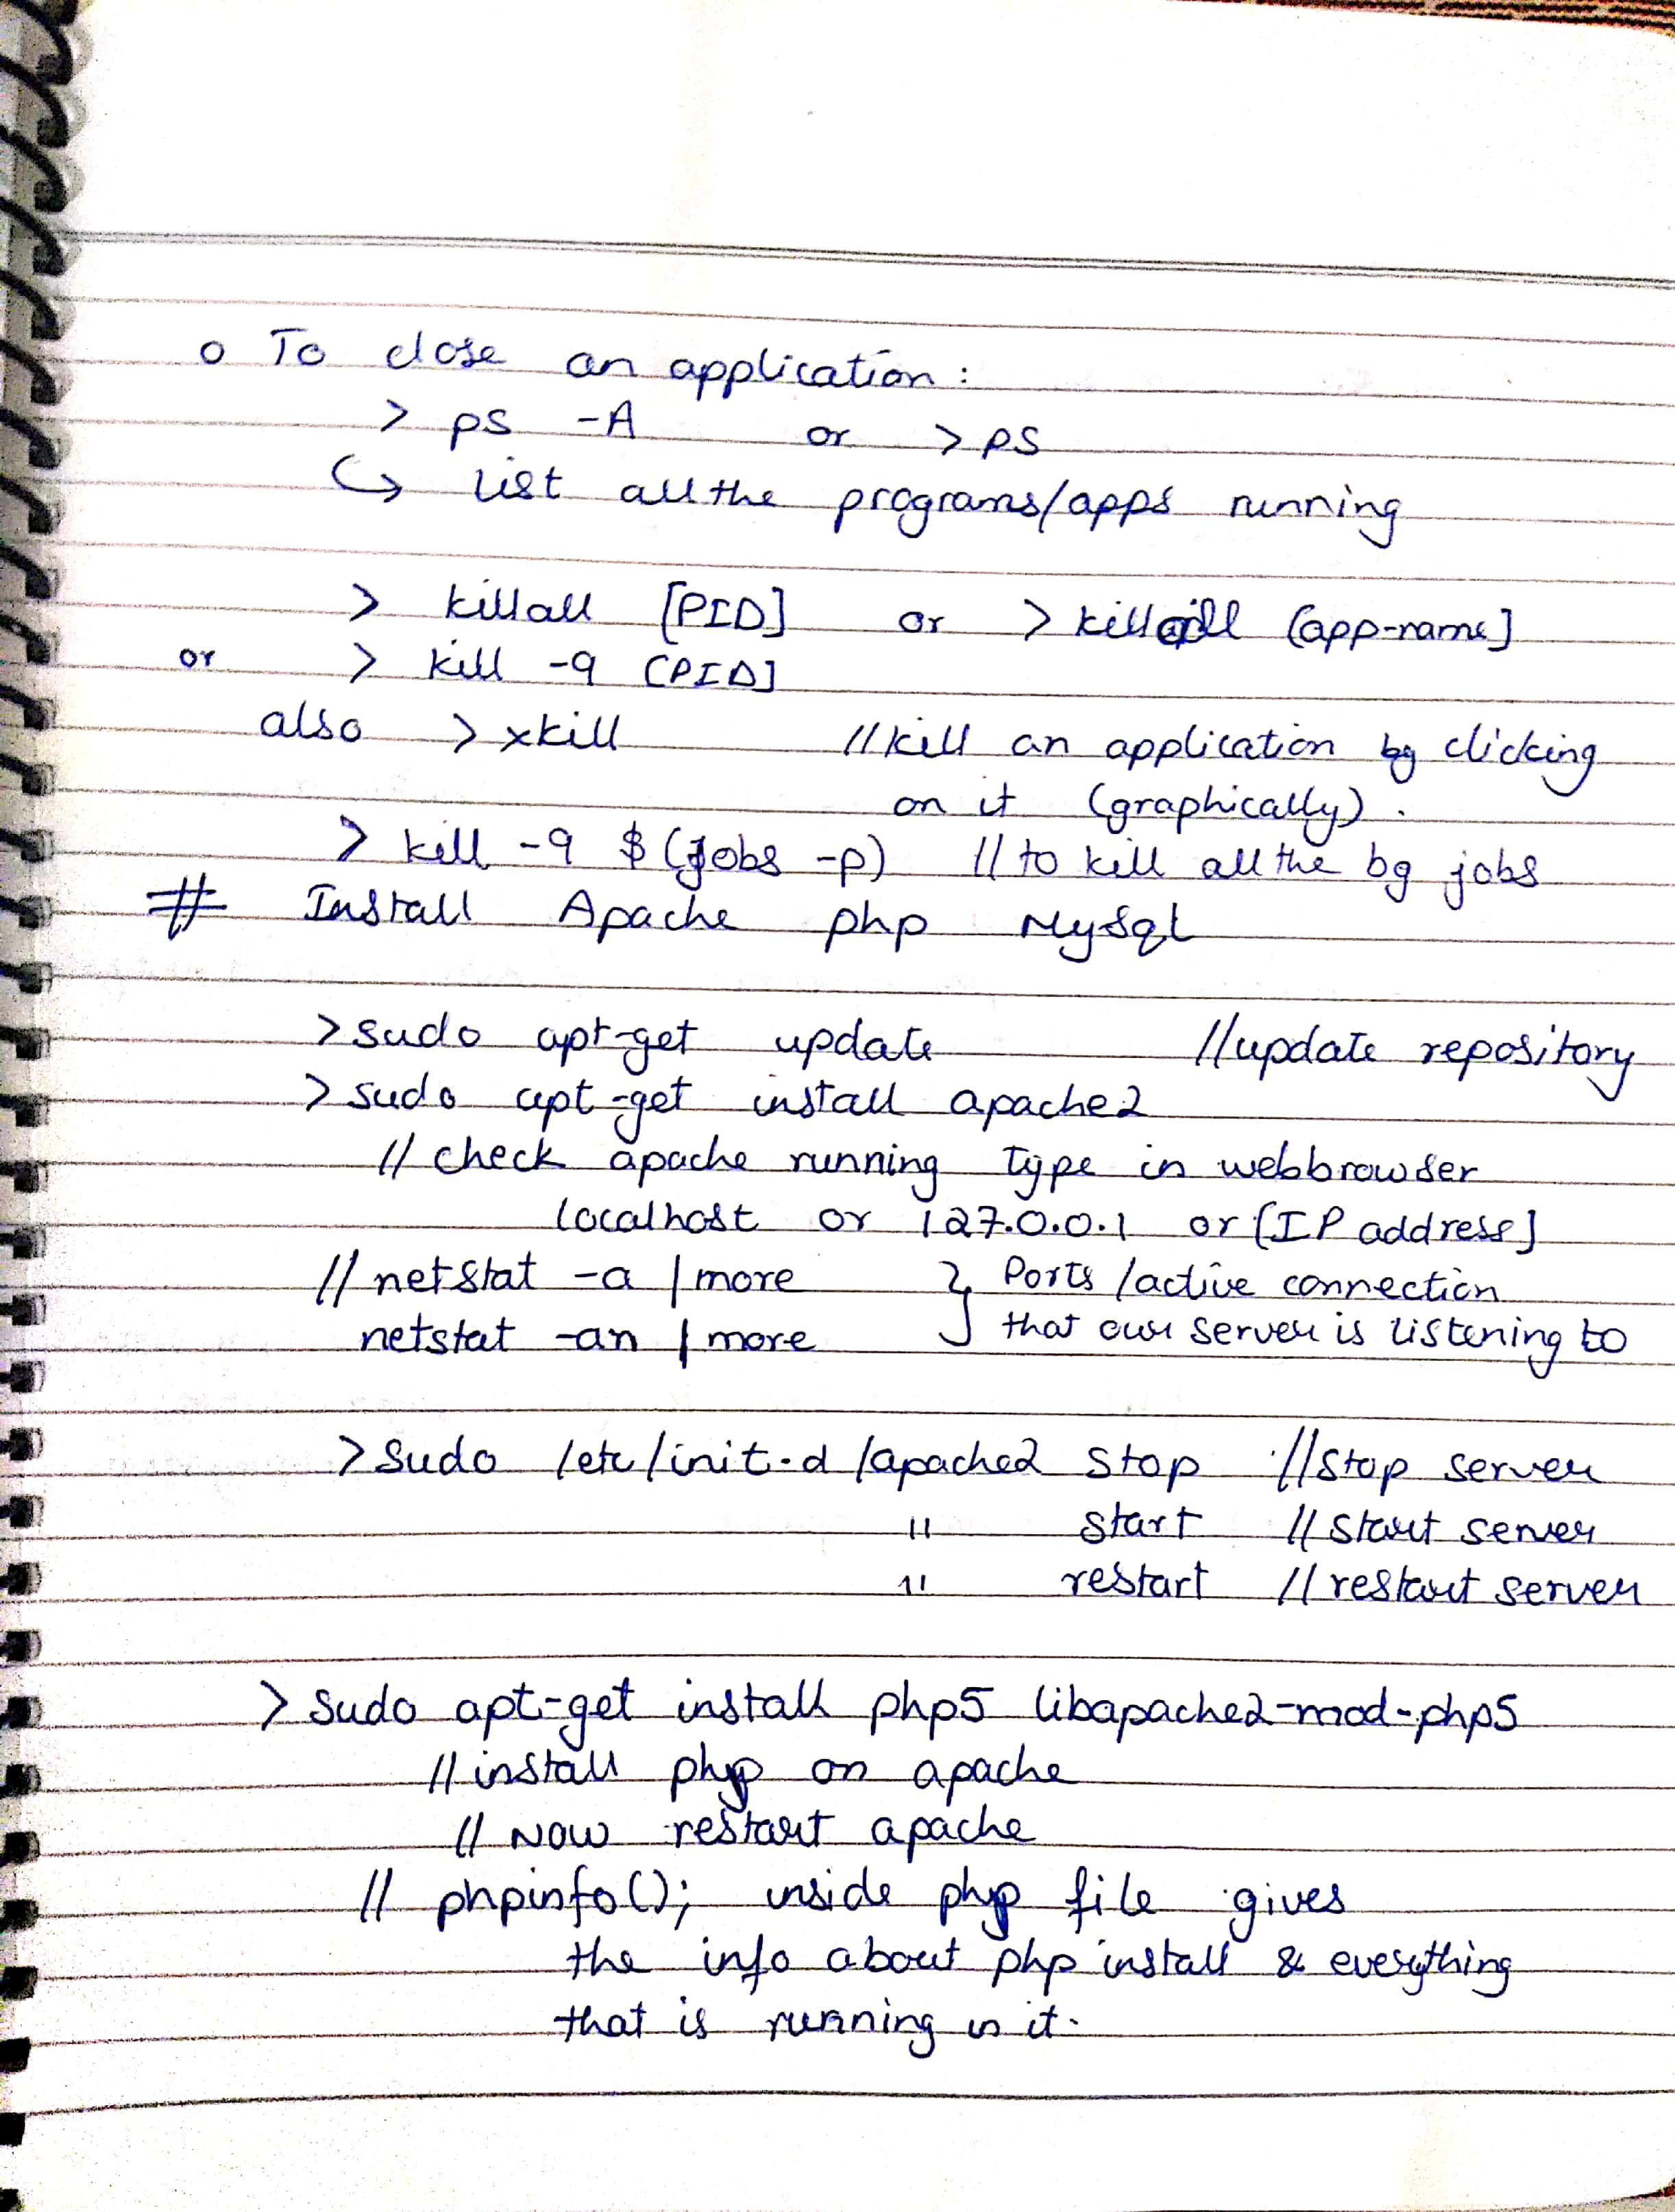 o To close an application :
> ps -A or > ps
↳ List all the programs/apps running
> killall [PID] or > killall [app-name]
or > kill -9 [PID]
also > xkill // kill an application by clicking
on it (graphically).
> kill -9 $(jobs -p) // to kill all the bg jobs
# Install Apache php MySql
> sudo apt-get update // update repository
> sudo apt-get install apache2
// check apache running type in webbrowser
localhost or 127.0.0.1 or [IP address]
// netstat -a | more } Ports / active connection
netstat -an | more } that our server is listening to
> sudo /etc/init.d/apache2 stop // stop server
" start // start server
" restart // restart server
> sudo apt-get install php5 libapache2-mod-php5
// install php on apache
// Now restart apache
// phpinfo(); inside php file gives
the info about php install & everything
that is running in it.